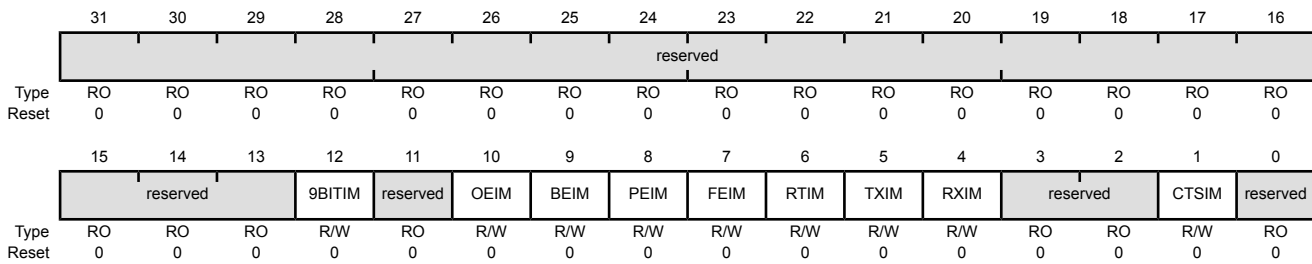 31 30 29 28 27 26 25 24 23 22 21 20 19 18 17 16
reserved
Type RO RO RO RO RO RO RO RO RO RO RO RO RO RO RO RO
Reset 0 0 0 0 0 0 0 0 0 0 0 0 0 0 0 0
15 14 13 12 11 10 9 8 7 6 5 4 3 2 1 0
reserved 9BITIM reserved OEIM BEIM PEIM FEIM RTIM TXIM RXIM reserved CTSIM reserved
Type RO RO RO R/W RO R/W R/W R/W R/W R/W R/W R/W RO RO R/W RO
Reset 0 0 0 0 0 0 0 0 0 0 0 0 0 0 0 0